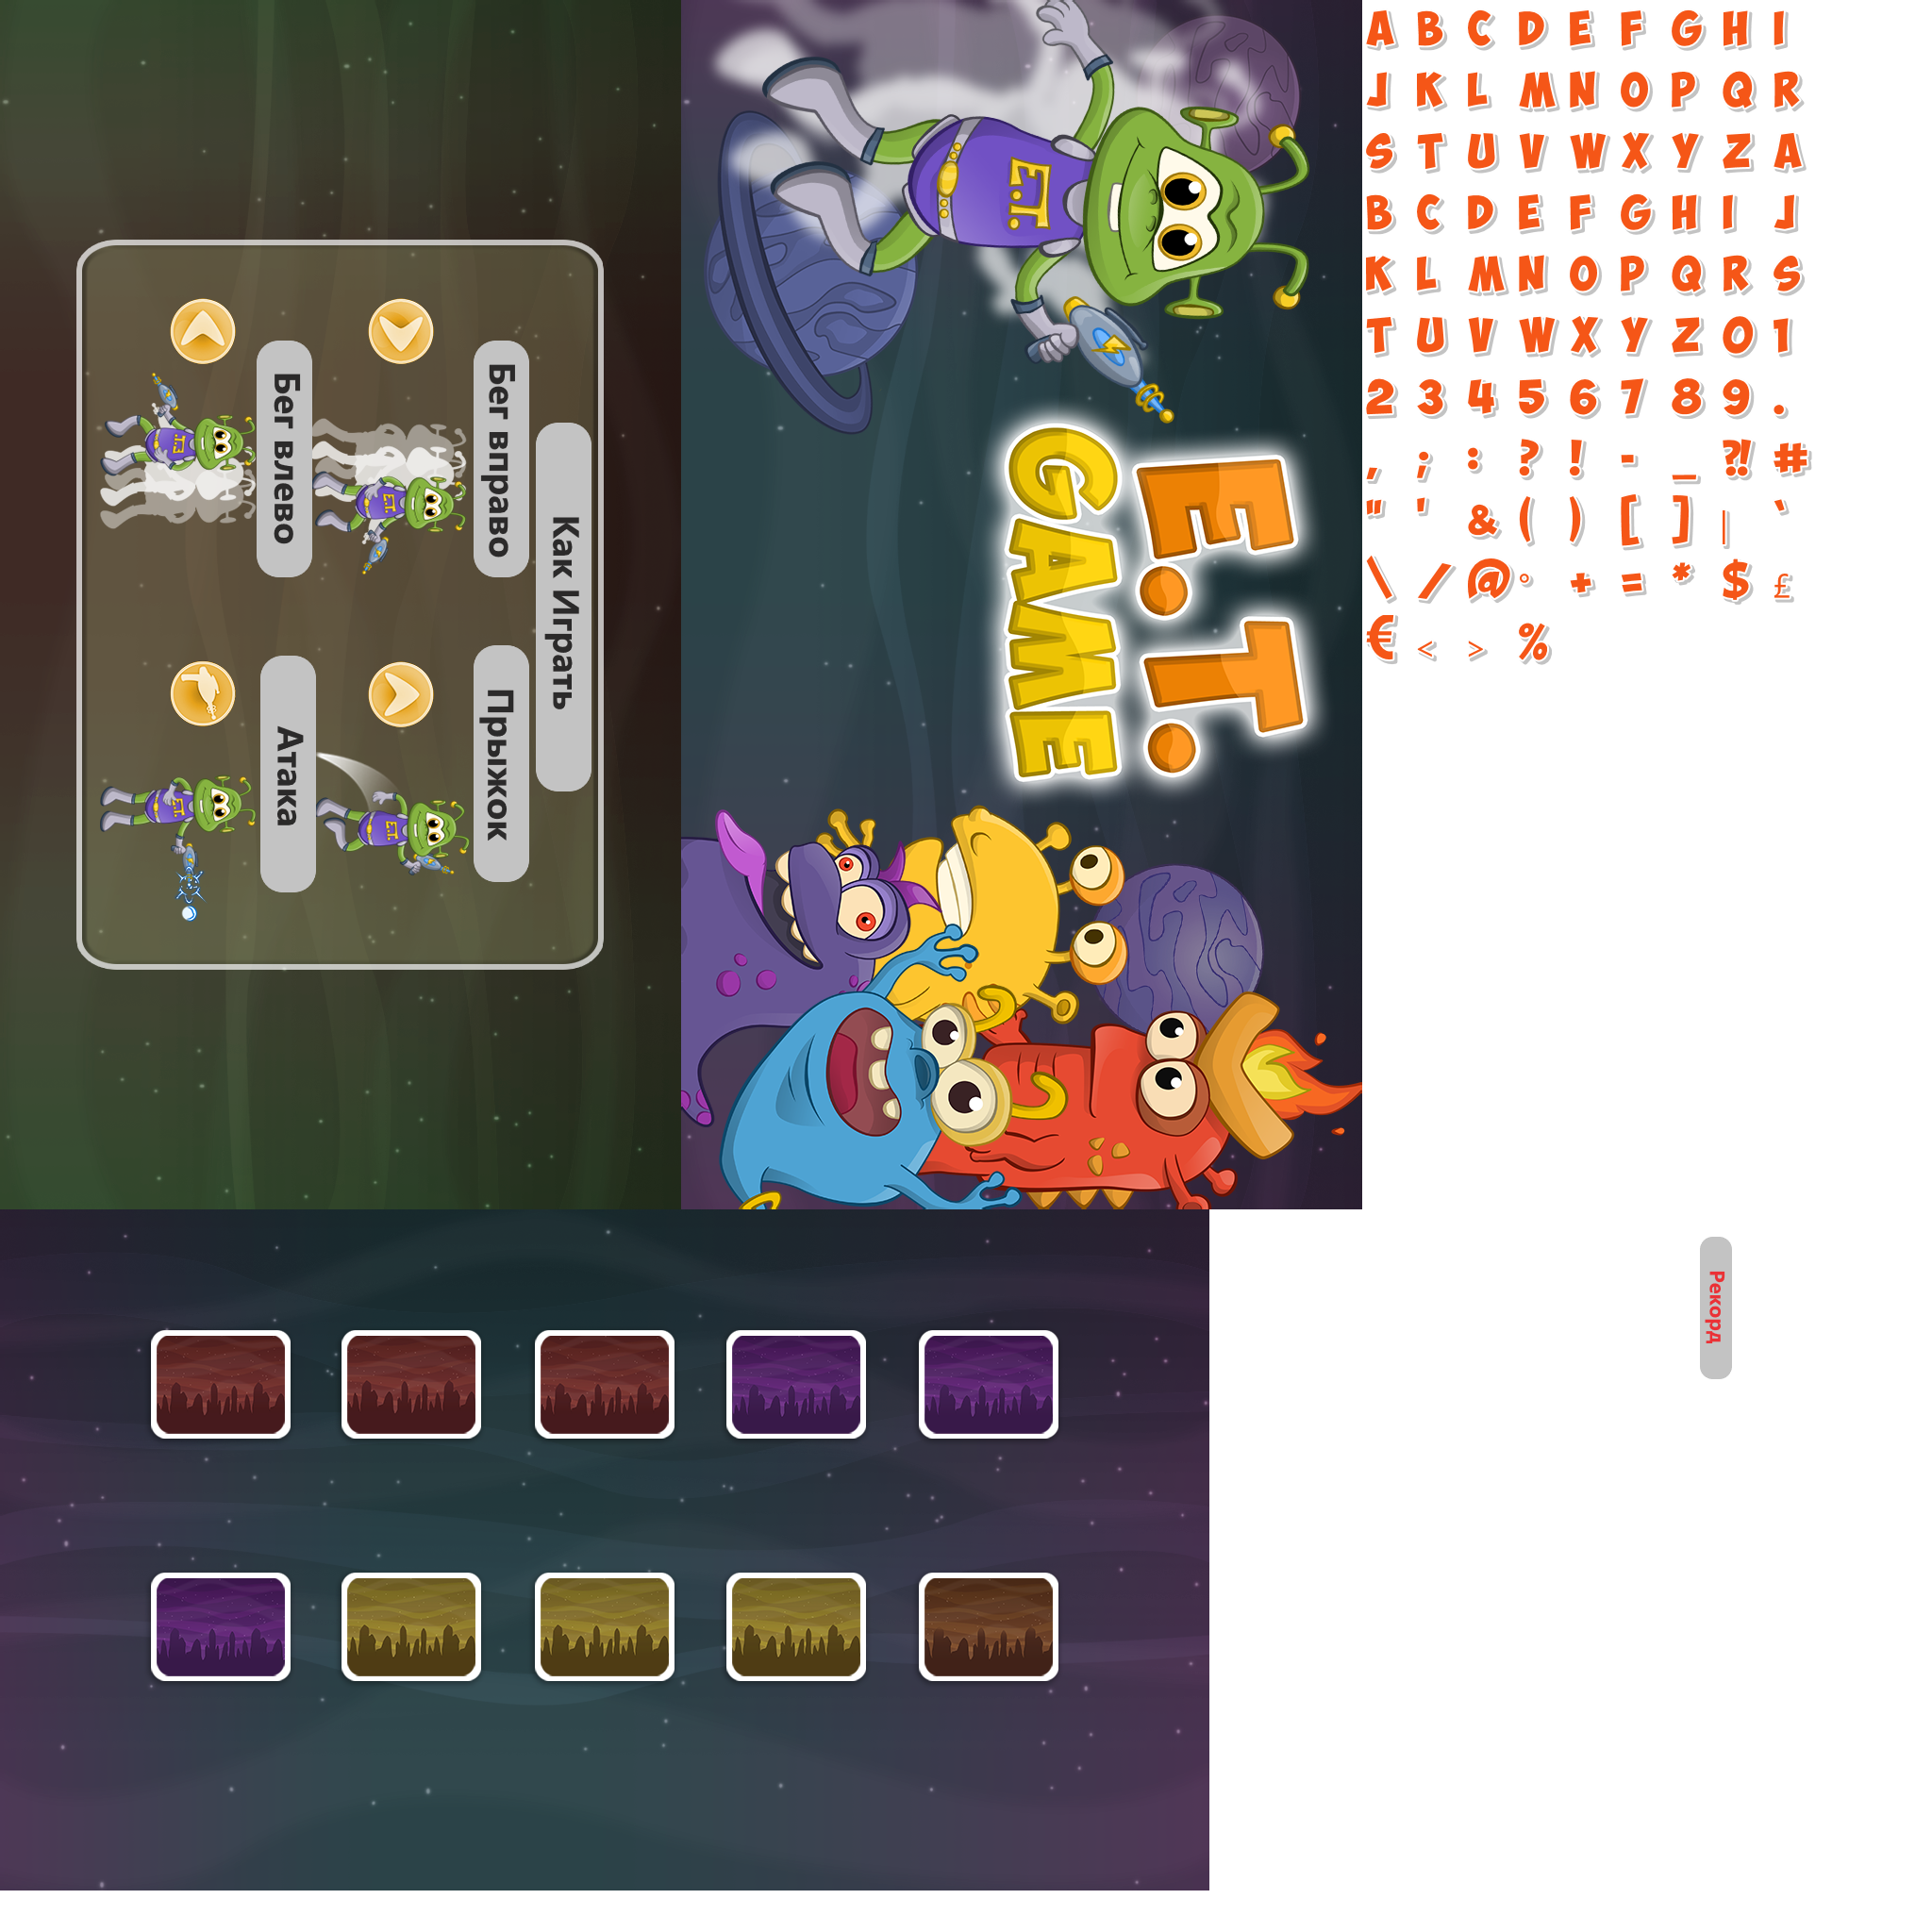 Как Играть
Бег вправо
Прыжок
Бег влево
Атака
E.T.
E.T.
E.T.
E.T.
E.T.
E.T.
GAME
A B C D E F G H I
J K L M N O P Q R
S T U V W X Y Z A
B C D E F G H I J
K L M N O P Q R S
T U V W X Y Z 0 1
2 3 4 5 6 7 8 9 .
, ; : ? ! - _ ?! #
" ' & ( ) [ ] | `
\ / @ ° + = * $ £
€ < > %
Рекорд